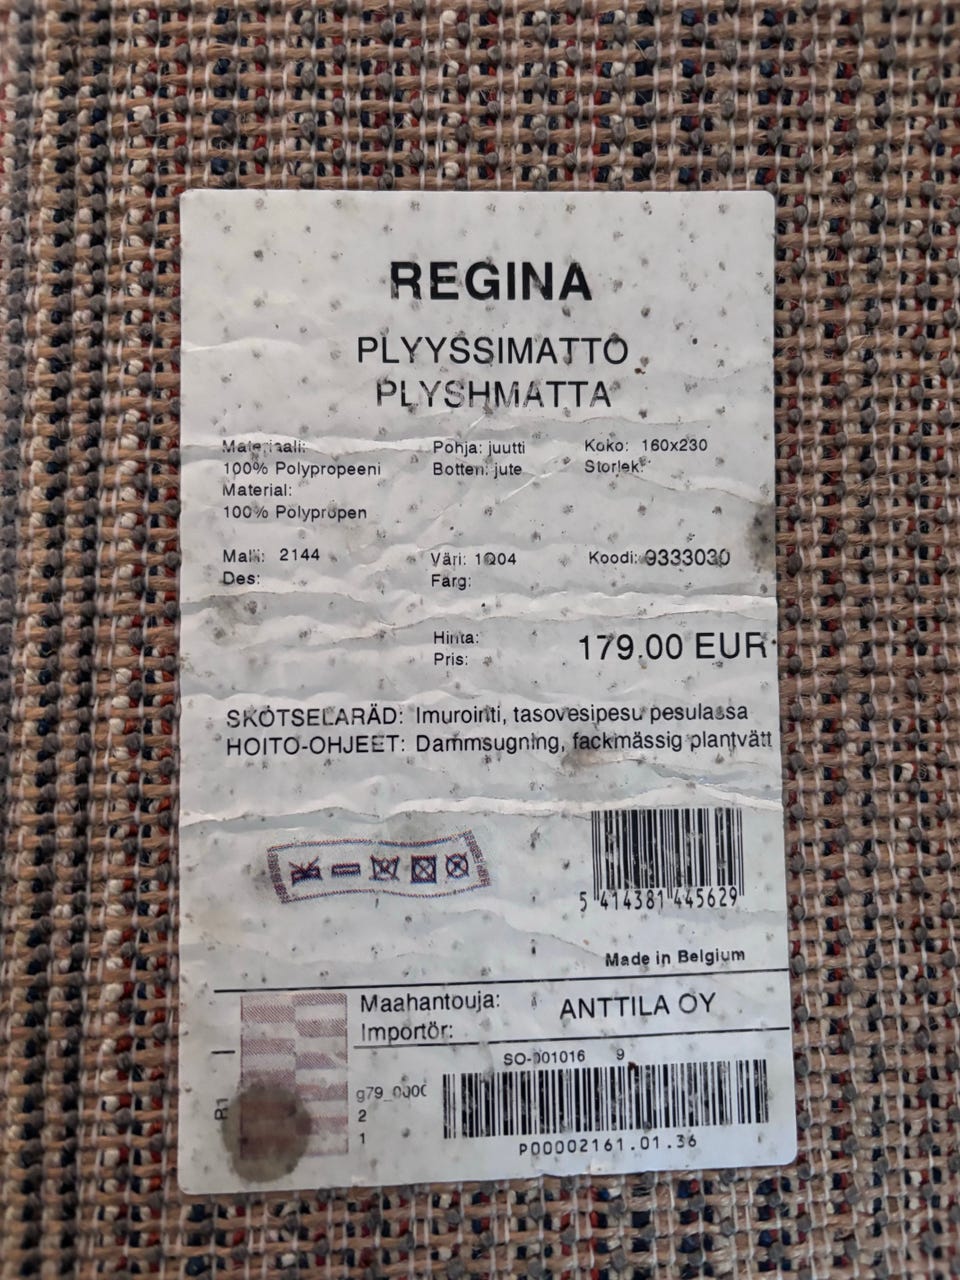 REGINA
PLYYSSIMATTO
PLYSHMATTA
Materiaali: Pohja: juutti Koko: 160x230
100% Polypropeeni Botten: jute Storlek:
Material:
100% Polypropen
Malli: 2144 Väri: 1004 Koodi: 9333030
Des: Färg:
Hinta: 179.00 EUR
Pris:
SKÖTSELARÅD: Imurointi, tasovesipesu pesulassa
HOITO-OHJEET: Dammsugning, fackmässig plantvätt
5 414381 445629
Made in Belgium
Maahantouja: ANTTILA OY
Importör:
SO-001016 9
g79_000
2
1
P00002161.01.36